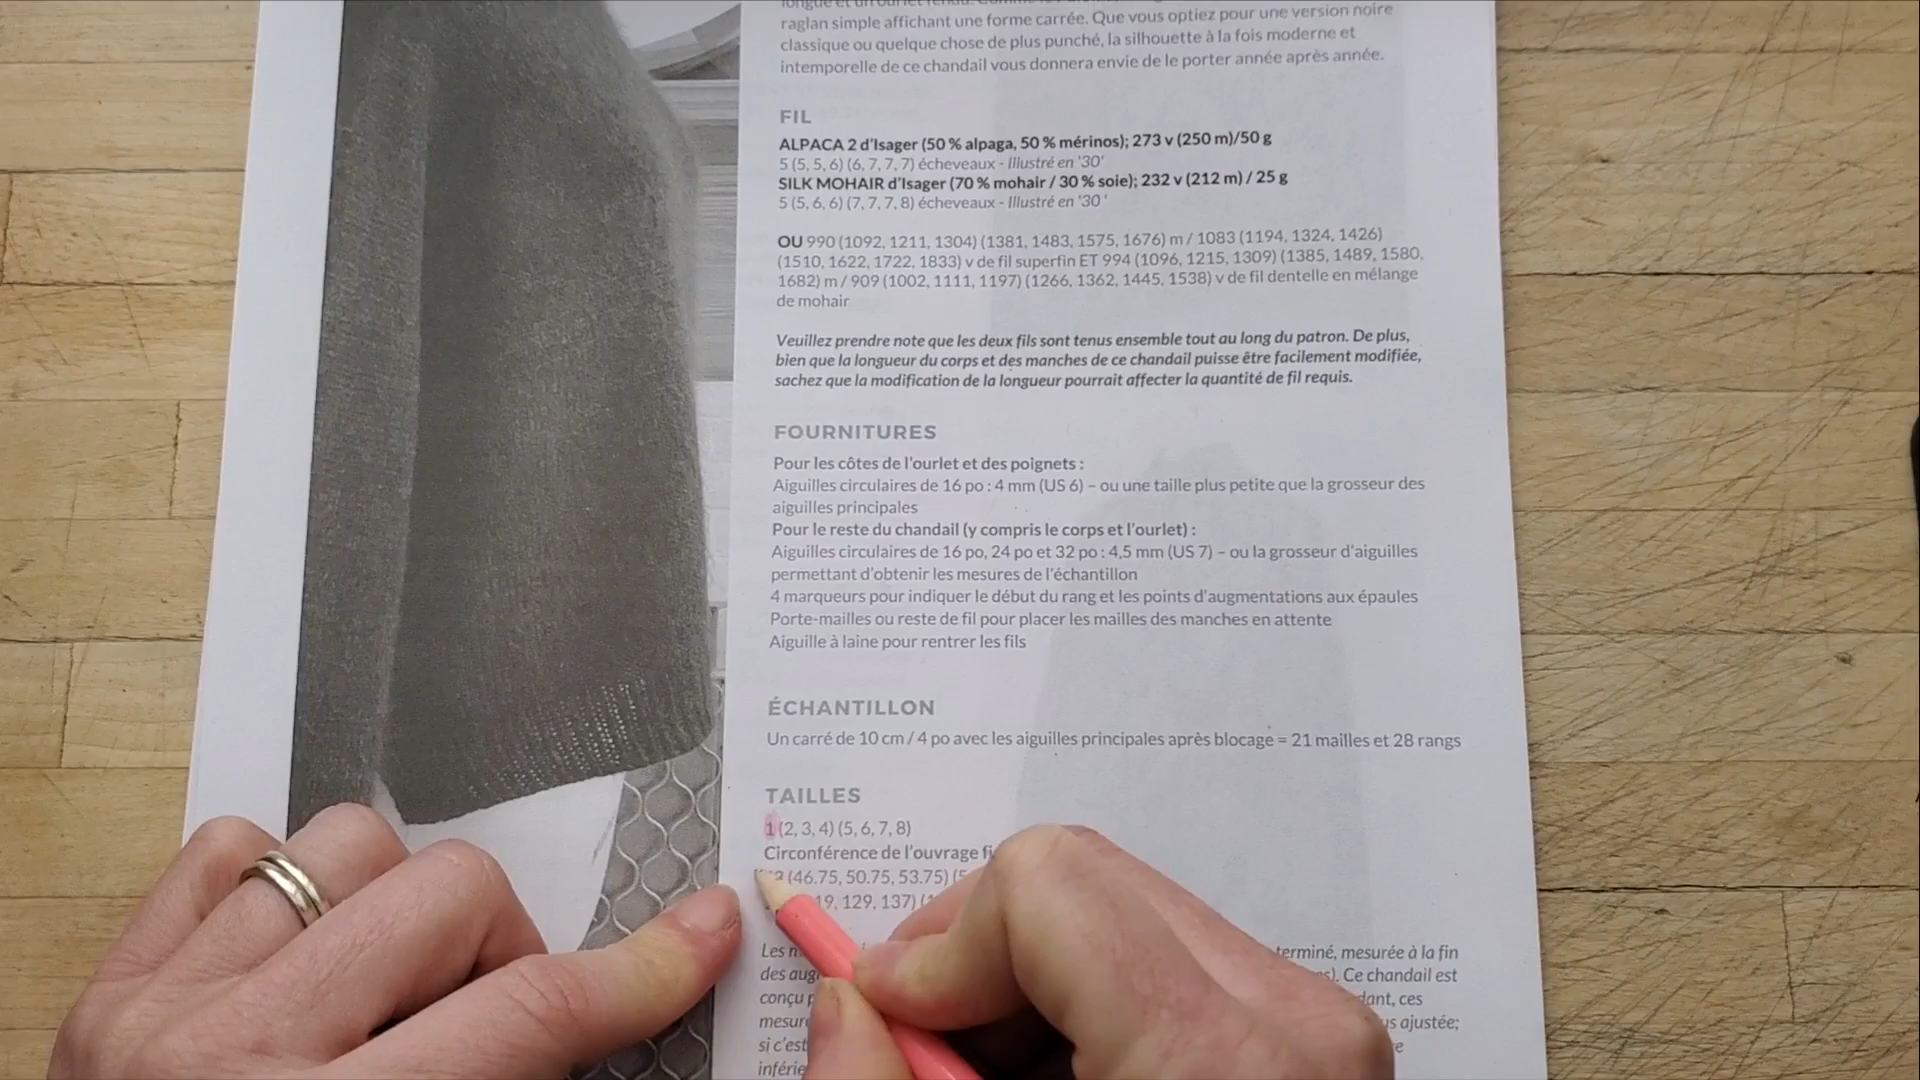 raglan simple affichant une forme carrée. Que vous optiez pour une version noire
classique ou quelque chose de plus punché, la silhouette à la fois moderne et
intemporelle de ce chandail vous donnera envie de le porter année après année.
FIL
ALPACA 2 d'Isager (50 % alpaga, 50 % mérinos); 273 v (250 m)/50 g
5 (5, 5, 6) (6, 7, 7, 7) écheveaux - Illustré en '30'
SILK MOHAIR d'Isager (70 % mohair / 30 % soie); 232 v (212 m) / 25 g
5 (5, 6, 6) (7, 7, 7, 8) écheveaux - Illustré en '30 '
OU 990 (1092, 1211, 1304) (1381, 1483, 1575, 1676) m / 1083 (1194, 1324, 1426)
(1510, 1622, 1722, 1833) v de fil superfin ET 994 (1096, 1215, 1309) (1385, 1489, 1580,
1682) m / 909 (1002, 1111, 1197) (1266, 1362, 1445, 1538) v de fil dentelle en mélange
de mohair
Veuillez prendre note que les deux fils sont tenus ensemble tout au long du patron. De plus,
bien que la longueur du corps et des manches de ce chandail puisse être facilement modifiée,
sachez que la modification de la longueur pourrait affecter la quantité de fil requis.
FOURNITURES
Pour les côtes de l'ourlet et des poignets :
Aiguilles circulaires de 16 po : 4 mm (US 6) – ou une taille plus petite que la grosseur des
aiguilles principales
Pour le reste du chandail (y compris le corps et l'ourlet) :
Aiguilles circulaires de 16 po, 24 po et 32 po : 4,5 mm (US 7) – ou la grosseur d'aiguilles
permettant d'obtenir les mesures de l'échantillon
4 marqueurs pour indiquer le début du rang et les points d'augmentations aux épaules
Porte-mailles ou reste de fil pour placer les mailles des manches en attente
Aiguille à laine pour rentrer les fils
ÉCHANTILLON
Un carré de 10 cm / 4 po avec les aiguilles principales après blocage = 21 mailles et 28 rangs
TAILLES
1 (2, 3, 4) (5, 6, 7, 8)
Circonférence de l'ouvrage
(46.75, 50.75, 53.75)
129, 137)
Les terminé, mesurée à la fin
des Ce chandail est
conçu ces
ajustée;
si c'est